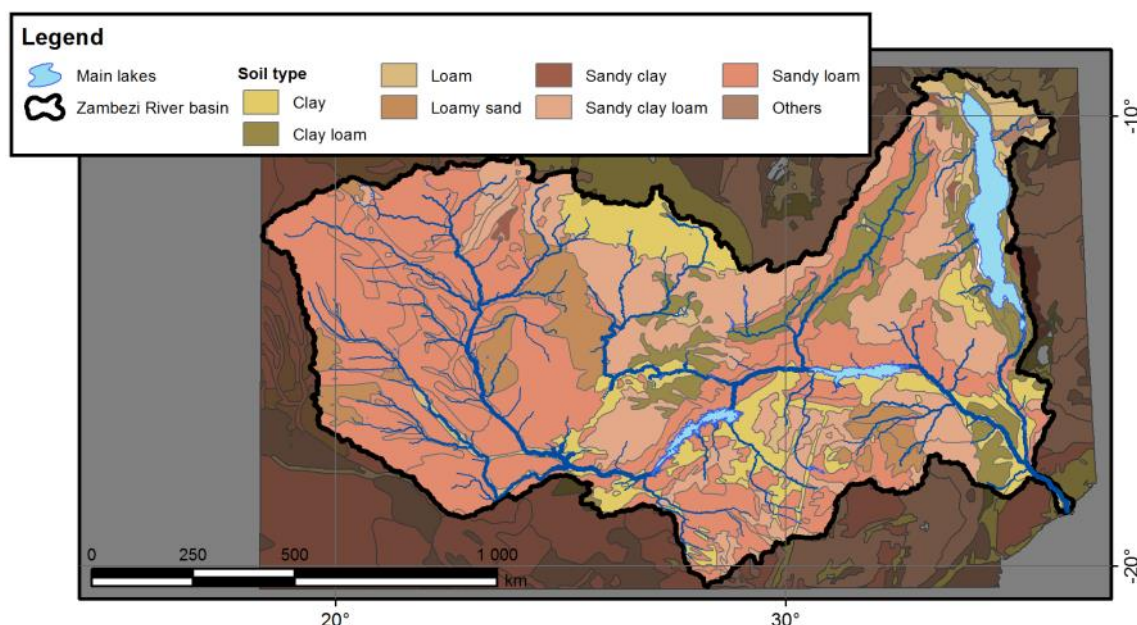 Legend
Main lakes
Zambezi River basin
Soil type
Clay
Clay loam
Loam
Loamy sand
Sandy clay
Sandy clay loam
Sandy loam
Others
-10°
-20°
0 250 500 1 000
km
20° 30°